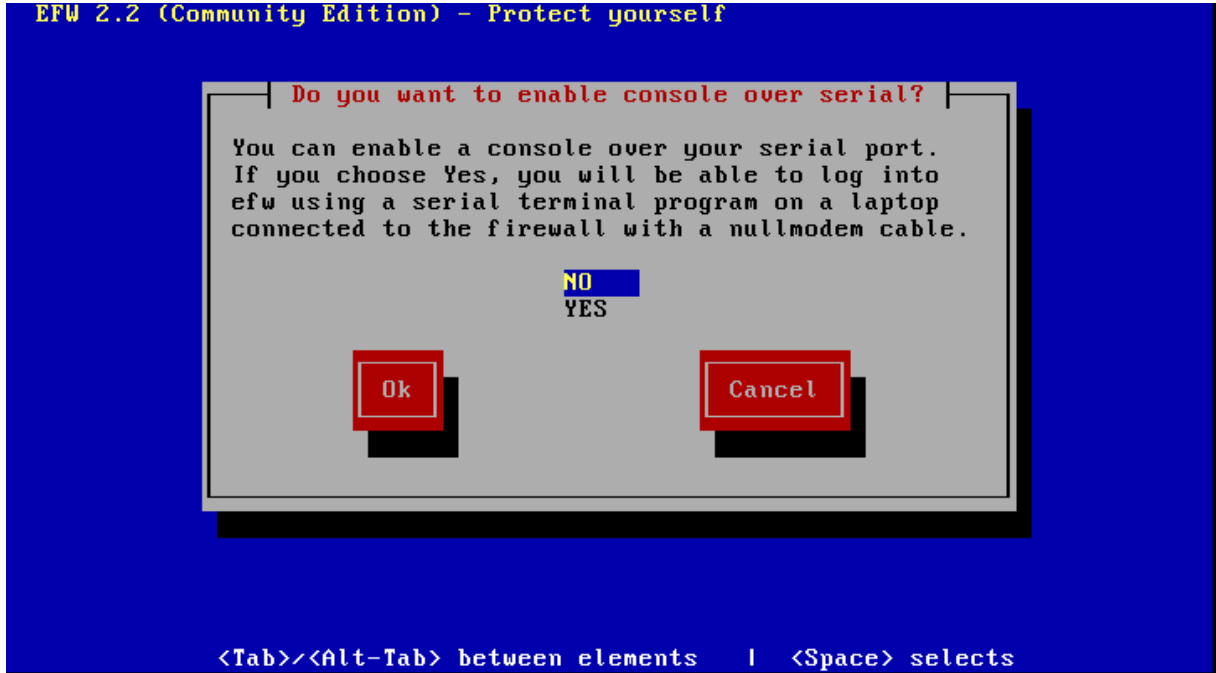 EFW 2.2 (Community Edition) - Protect yourself
Do you want to enable console over serial?
You can enable a console over your serial port.
If you choose Yes, you will be able to log into
efw using a serial terminal program on a laptop
connected to the firewall with a nullmodem cable.
NO
YES
Ok Cancel
<Tab>/<Alt-Tab> between elements | <Space> selects